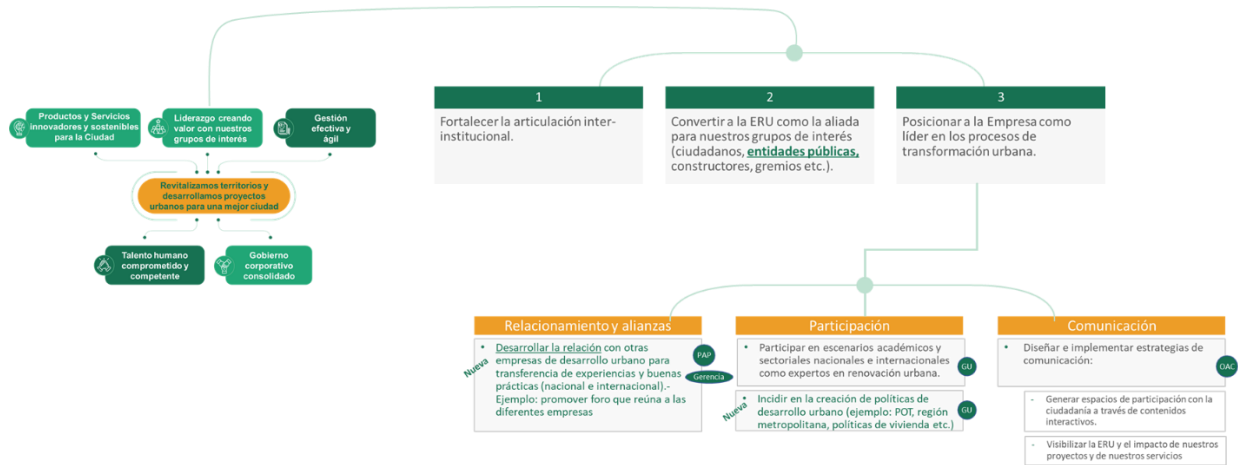 Productos y Servicios
innovadores y sostenibles
para la Ciudad
Liderazgo creando
valor con nuestros
grupos de interés
Gestión
efectiva y
ágil
Revitalizamos territorios y
desarrollamos proyectos
urbanos para una mejor ciudad
Talento humano
comprometido y
competente
Gobierno
corporativo
consolidado
1
Fortalecer la articulación inter-
institucional.
2
Convertir a la ERU como la aliada
para nuestros grupos de interés
(ciudadanos, entidades públicas,
constructores, gremios etc.).
3
Posicionar a la Empresa como
líder en los procesos de
transformación urbana.
Relacionamiento y alianzas
Nueva
• Desarrollar la relación con otras
empresas de desarrollo urbano para
transferencia de experiencias y buenas
prácticas (nacional e internacional).-
Ejemplo: promover foro que reúna a las
diferentes empresas
PAP
Gerencia
Participación
• Participar en escenarios académicos y
sectoriales nacionales e internacionales
como expertos en renovación urbana.
GU
Nueva
• Incidir en la creación de políticas de
desarrollo urbano (ejemplo: POT, región
metropolitana, políticas de vivienda etc.)
GU
Comunicación
• Diseñar e implementar estrategias de
comunicación:
OAC
- Generar espacios de participación con la
ciudadanía a través de contenidos
interactivos.
- Visibilizar la ERU y el impacto de nuestros
proyectos y de nuestros servicios